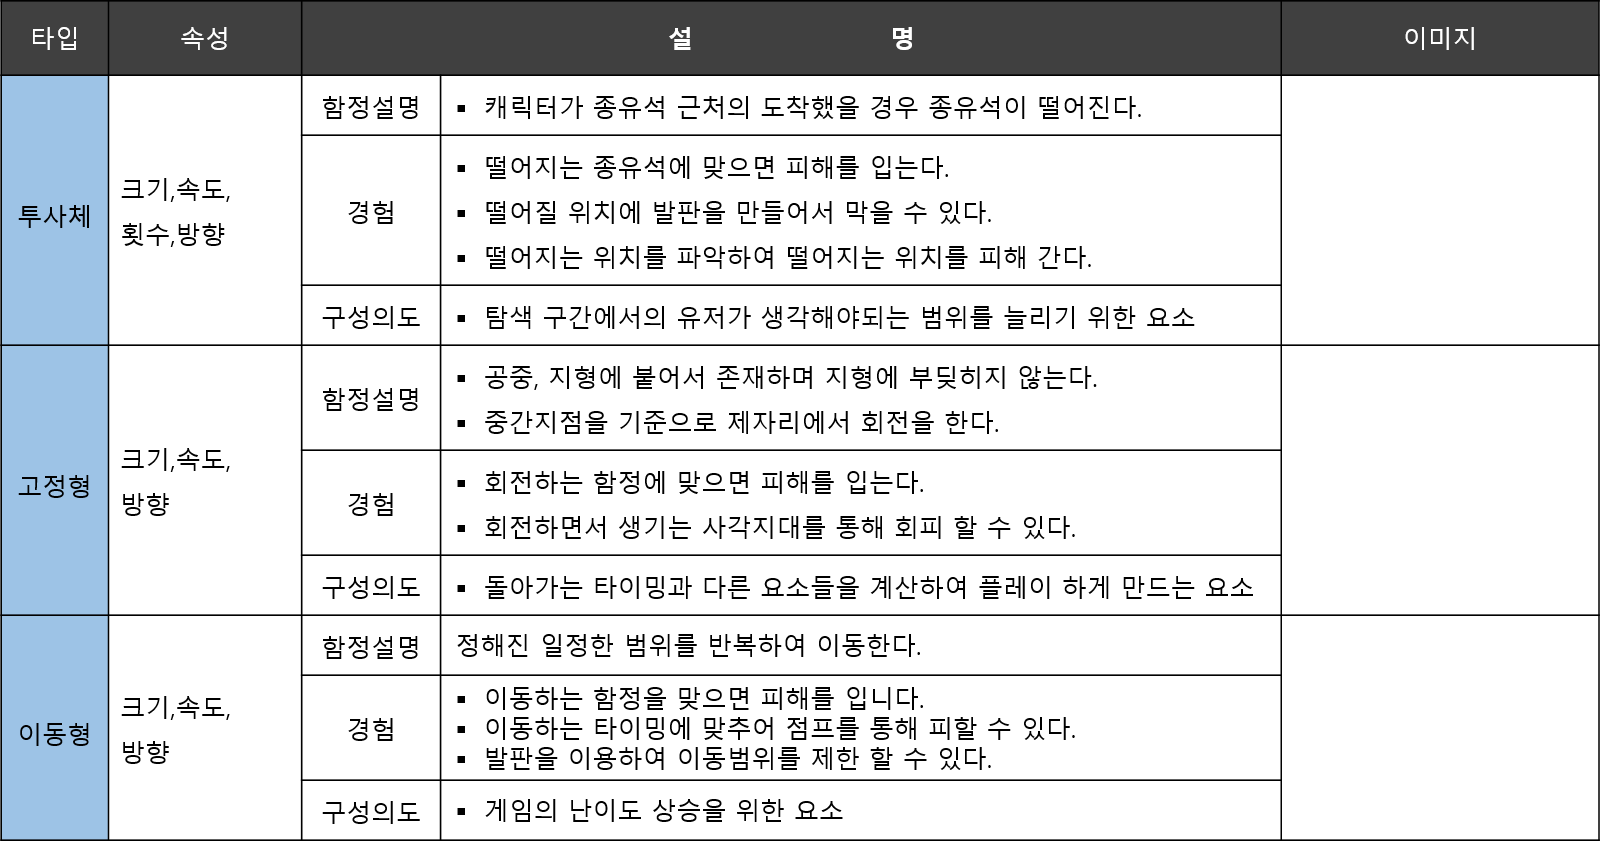 타입 속성 설 명 이미지
투사체
크기,속도,
횟수,방향
함정설명
▪ 캐릭터가 종유석 근처의 도착했을 경우 종유석이 떨어진다.
경험
▪ 떨어지는 종유석에 맞으면 피해를 입는다.
▪ 떨어질 위치에 발판을 만들어서 막을 수 있다.
▪ 떨어지는 위치를 파악하여 떨어지는 위치를 피해 간다.
구성의도
▪ 탐색 구간에서의 유저가 생각해야되는 범위를 늘리기 위한 요소
고정형
크기,속도,
방향
함정설명
▪ 공중, 지형에 붙어서 존재하며 지형에 부딪히지 않는다.
▪ 중간지점을 기준으로 제자리에서 회전을 한다.
경험
▪ 회전하는 함정에 맞으면 피해를 입는다.
▪ 회전하면서 생기는 사각지대를 통해 회피 할 수 있다.
구성의도
▪ 돌아가는 타이밍과 다른 요소들을 계산하여 플레이 하게 만드는 요소
이동형
크기,속도,
방향
함정설명
정해진 일정한 범위를 반복하여 이동한다.
경험
▪ 이동하는 함정을 맞으면 피해를 입니다.
▪ 이동하는 타이밍에 맞추어 점프를 통해 피할 수 있다.
▪ 발판을 이용하여 이동범위를 제한 할 수 있다.
구성의도
▪ 게임의 난이도 상승을 위한 요소